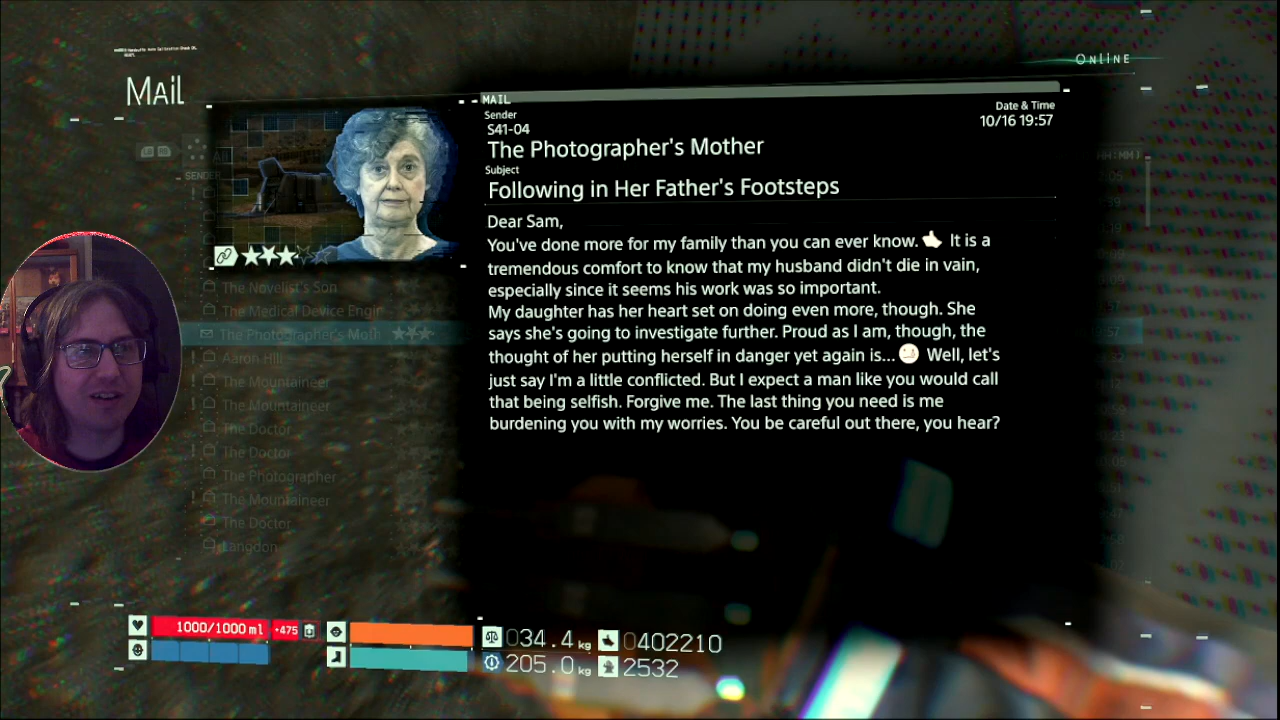 Online
Mail
MAIL
Sender
S41-04
Date & Time
10/16 19:57
The Photographer's Mother
Subject
Following in Her Father's Footsteps
Dear Sam,
You've done more for my family than you can ever know. It is a
tremendous comfort to know that my husband didn't die in vain,
especially since it seems his work was so important.
My daughter has her heart set on doing even more, though. She
says she's going to investigate further. Proud as I am, though, the
thought of her putting herself in danger yet again is... Well, let's
just say I'm a little conflicted. But I expect a man like you would call
that being selfish. Forgive me. The last thing you need is me
burdening you with my worries. You be careful out there, you hear?
All
SENDER
The Novelist's Son
The Medical Device Engin
The Photographer's Moth
Aaron Hill
The Mountaineer
The Mountaineer
The Doctor
The Doctor
The Photographer
The Mountaineer
The Doctor
Langdon
1000/1000 ml
+475
034.4 kg
0402210
205.0 kg
2532